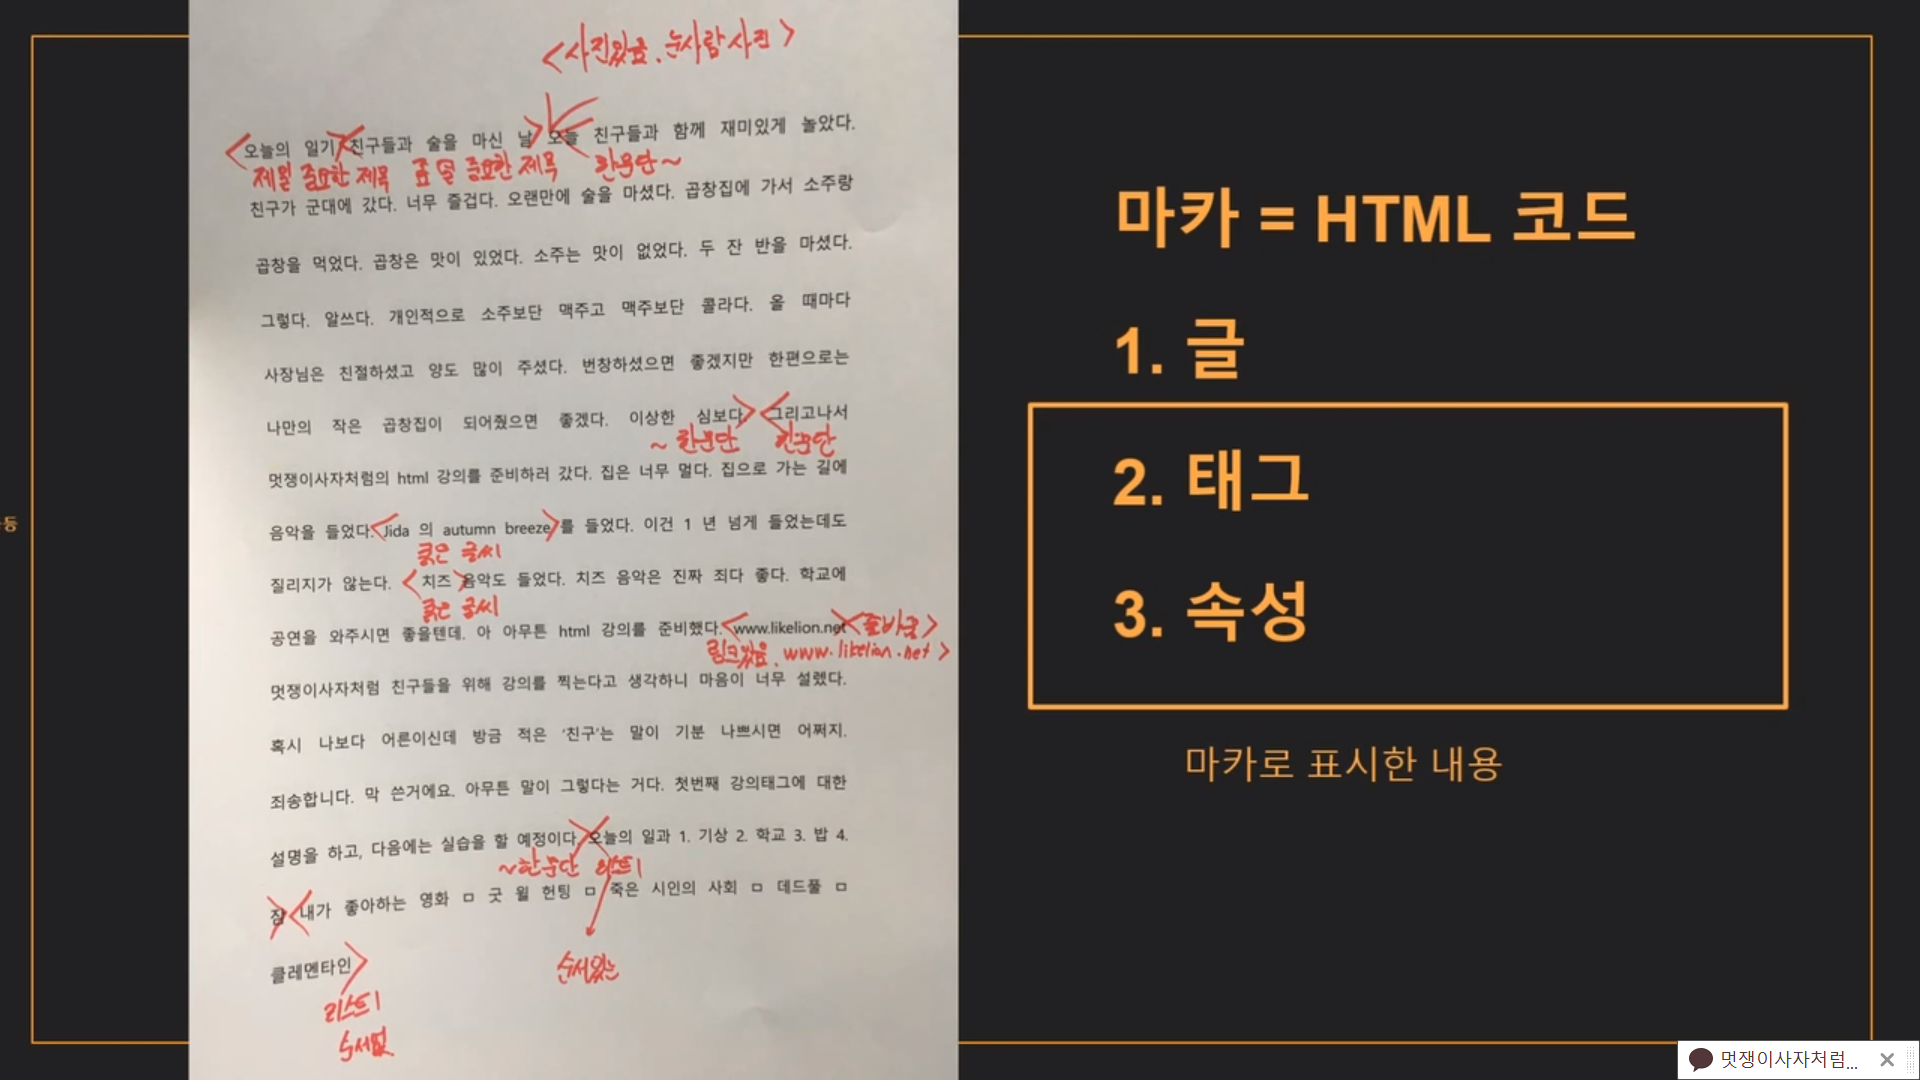 <사진있음. 눈사람 사진>
오늘의 일기 친구들과 술을 마신 날 오늘 친구들과 함께 재미있게 놀았다.
제일 중요한 제목 쪼금 중요한 제목 한문단~
친구가 군대에 갔다. 너무 즐겁다. 오랜만에 술을 마셨다. 곱창집에 가서 소주랑
곱창을 먹었다. 곱창은 맛이 있었다. 소주는 맛이 없었다. 두 잔 반을 마셨다.
그렇다. 알쓰다. 개인적으로 소주보단 맥주고 맥주보단 콜라다. 올 때마다
사장님은 친절하셨고 양도 많이 주셨다. 번창하셨으면 좋겠지만 한편으로는
나만의 작은 곱창집이 되어줬으면 좋겠다. 이상한 심보다. 그리고나서
~한문단 한문단
멋쟁이사자처럼의 html 강의를 준비하러 갔다. 집은 너무 멀다. 집으로 가는 길에
음악을 들었다. Jida 의 autumn breeze 를 들었다. 이건 1 년 넘게 들었는데도
굵은 글씨
질리지가 않는다. 치즈 음악도 들었다. 치즈 음악은 진짜 죄다 좋다. 학교에
굵은 글씨
공연을 와주시면 좋을텐데. 아 아무튼 html 강의를 준비했다. www.likelion.net <줄바꿈>
링크있음. www.likelion.net>
멋쟁이사자처럼 친구들을 위해 강의를 찍는다고 생각하니 마음이 너무 설렜다.
혹시 나보다 어른이신데 방금 적은 '친구'는 말이 기분 나쁘시면 어쩌지.
죄송합니다. 막 쓴거에요. 아무튼 말이 그렇다는 거다. 첫번째 강의태그에 대한
설명을 하고, 다음에는 실습을 할 예정이다. 오늘의 일과 1. 기상 2. 학교 3. 밥 4.
~한문단 리스트
잠 내가 좋아하는 영화 ㅁ 굿 윌 헌팅 ㅁ 죽은 시인의 사회 ㅁ 데드풀 ㅁ
순서있는
클레멘타인
리스트
순서없
마카 = HTML 코드
1. 글
2. 태그
3. 속성
마카로 표시한 내용
등
멋쟁이사자처럼...